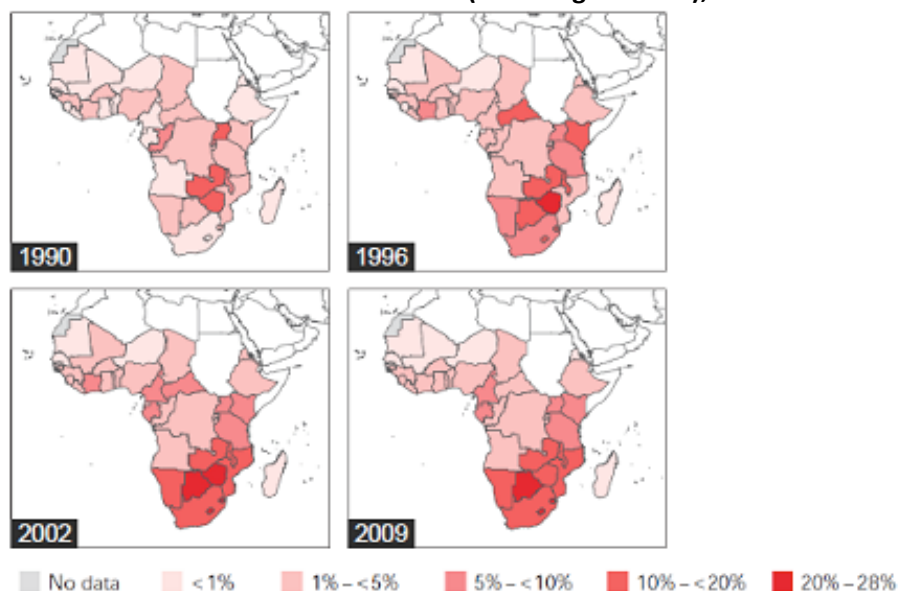 1990
1996
2002
2009
No data
< 1%
1% – <5%
5% – <10%
10% – <20%
20% – 28%